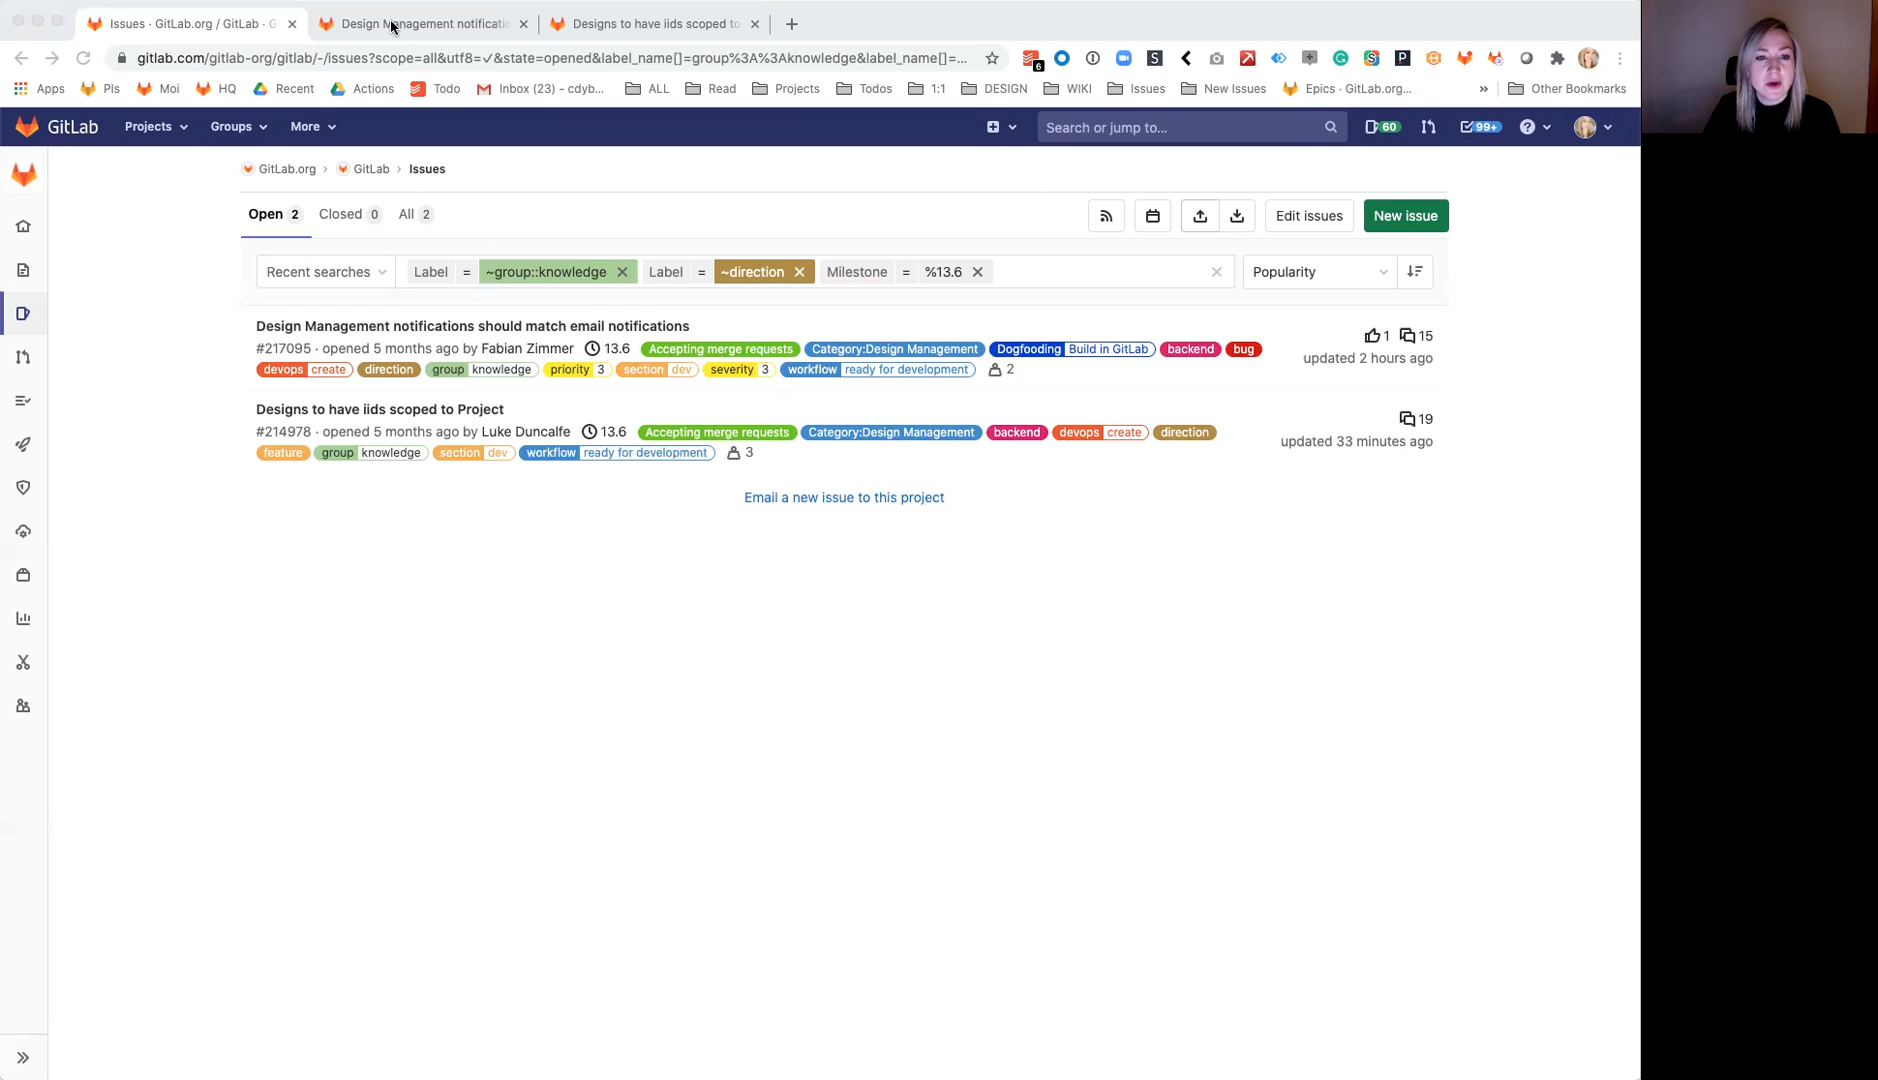 Issues · GitLab.org / GitLab · G
Design Management notificatio
Designs to have iids scoped to
gitlab.com/gitlab-org/gitlab/-/issues?scope=all&utf8=✓&state=opened&label_name[]=group%3A%3Aknowledge&label_name[]=...
6
Apps PIs Moi HQ Recent Actions Todo Inbox (23) - cdyb... ALL Read Projects Todos 1:1 DESIGN WIKI Issues New Issues Epics · GitLab.org... » Other Bookmarks
GitLab Projects Groups More Search or jump to... 60 99+
GitLab.org › GitLab › Issues
Open 2 Closed 0 All 2 Edit issues New issue
Recent searches Label = ~group::knowledge Label = ~direction Milestone = %13.6 Popularity
Design Management notifications should match email notifications 1 15
#217095 · opened 5 months ago by Fabian Zimmer 13.6 Accepting merge requests Category:Design Management Dogfooding Build in GitLab backend bug updated 2 hours ago
devops create direction group knowledge priority 3 section dev severity 3 workflow ready for development 2
Designs to have iids scoped to Project 19
#214978 · opened 5 months ago by Luke Duncalfe 13.6 Accepting merge requests Category:Design Management backend devops create direction updated 33 minutes ago
feature group knowledge section dev workflow ready for development 3
Email a new issue to this project